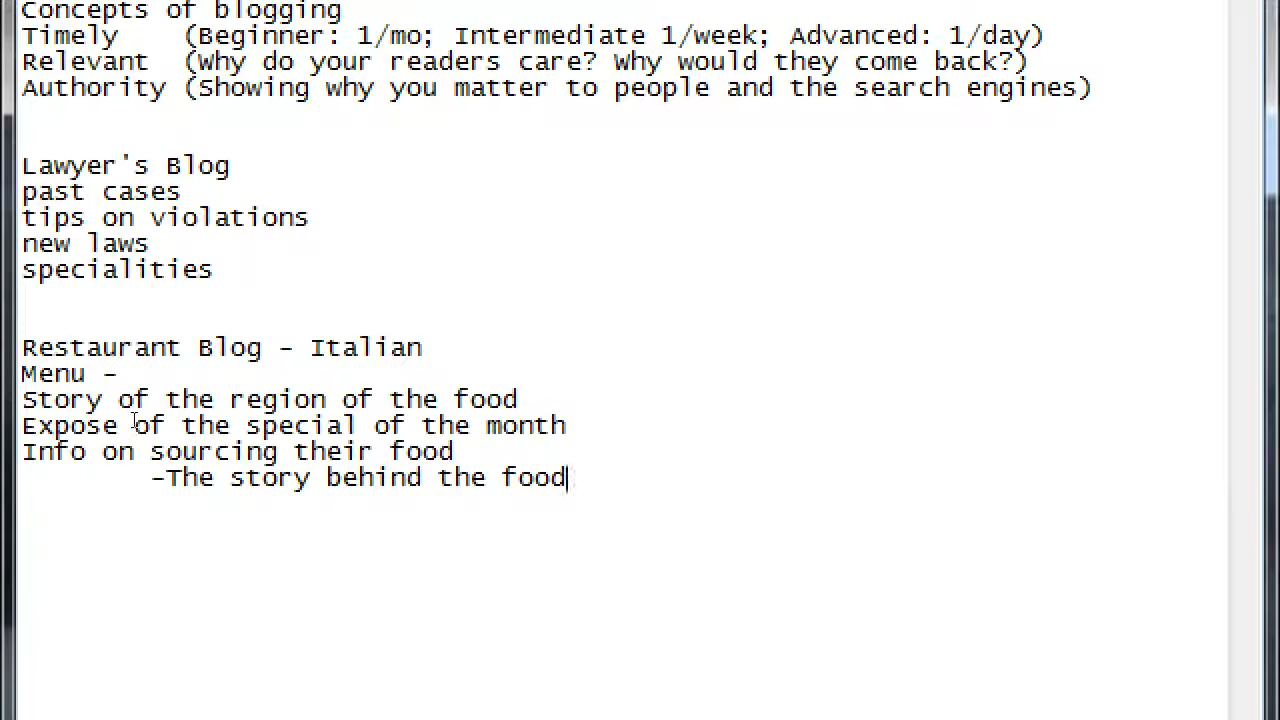 Concepts of blogging
Timely (Beginner: 1/mo; Intermediate 1/week; Advanced: 1/day)
Relevant (Why do your readers care? Why would they come back?)
Authority (Showing why you matter to people and the search engines)
Lawyer's Blog
past cases
tips on violations
new laws
specialities
Restaurant Blog - Italian
Menu -
Story of the region of the food
Expose of the special of the month
Info on sourcing their food
-The story behind the food